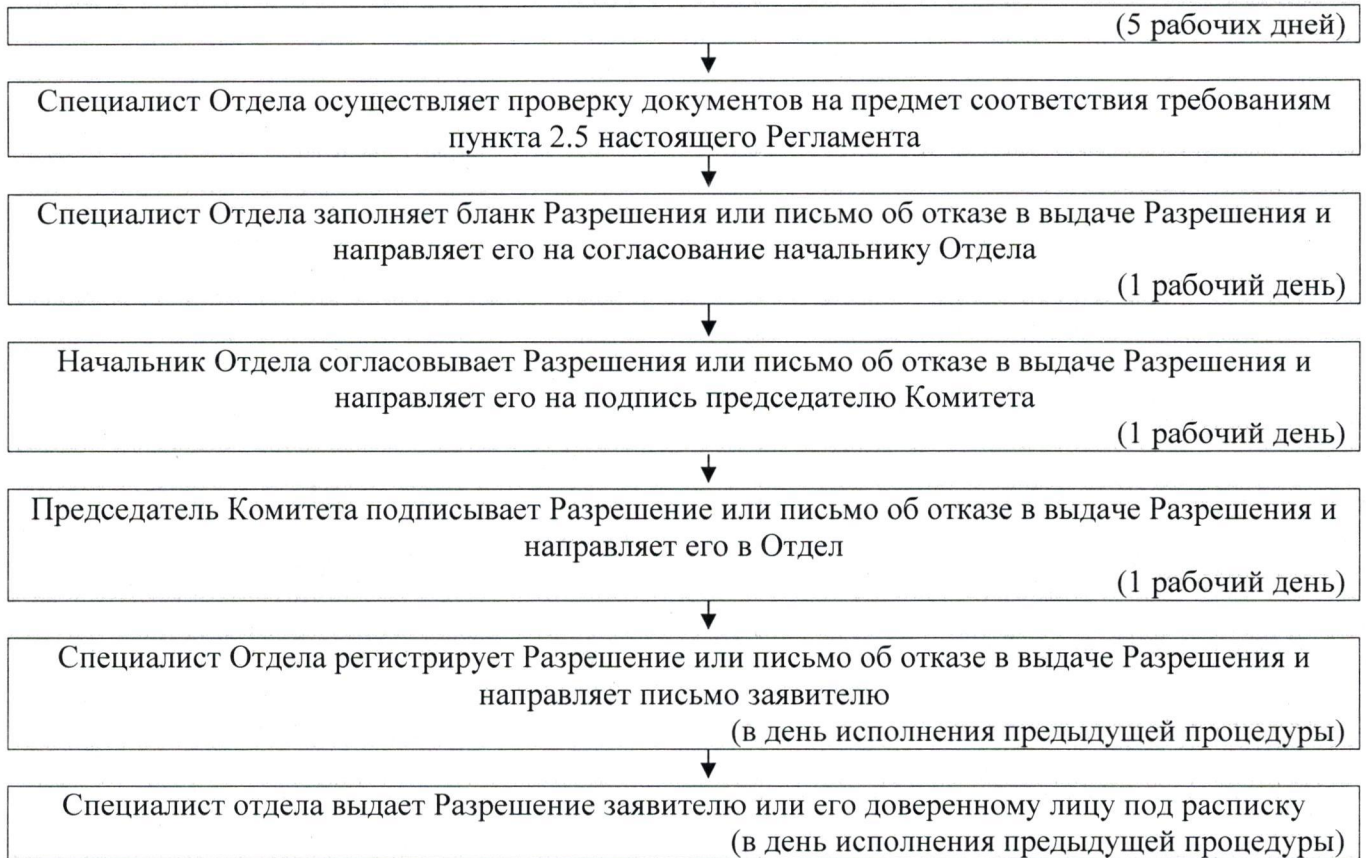 (5 рабочих дней)
Специалист Отдела осуществляет проверку документов на предмет соответствия требованиям
пункта 2.5 настоящего Регламента
Специалист Отдела заполняет бланк Разрешения или письмо об отказе в выдаче Разрешения и
направляет его на согласование начальнику Отдела
(1 рабочий день)
Начальник Отдела согласовывает Разрешения или письмо об отказе в выдаче Разрешения и
направляет его на подпись председателю Комитета
(1 рабочий день)
Председатель Комитета подписывает Разрешение или письмо об отказе в выдаче Разрешения и
направляет его в Отдел
(1 рабочий день)
Специалист Отдела регистрирует Разрешение или письмо об отказе в выдаче Разрешения и
направляет письмо заявителю
(в день исполнения предыдущей процедуры)
Специалист отдела выдает Разрешение заявителю или его доверенному лицу под расписку
(в день исполнения предыдущей процедуры)